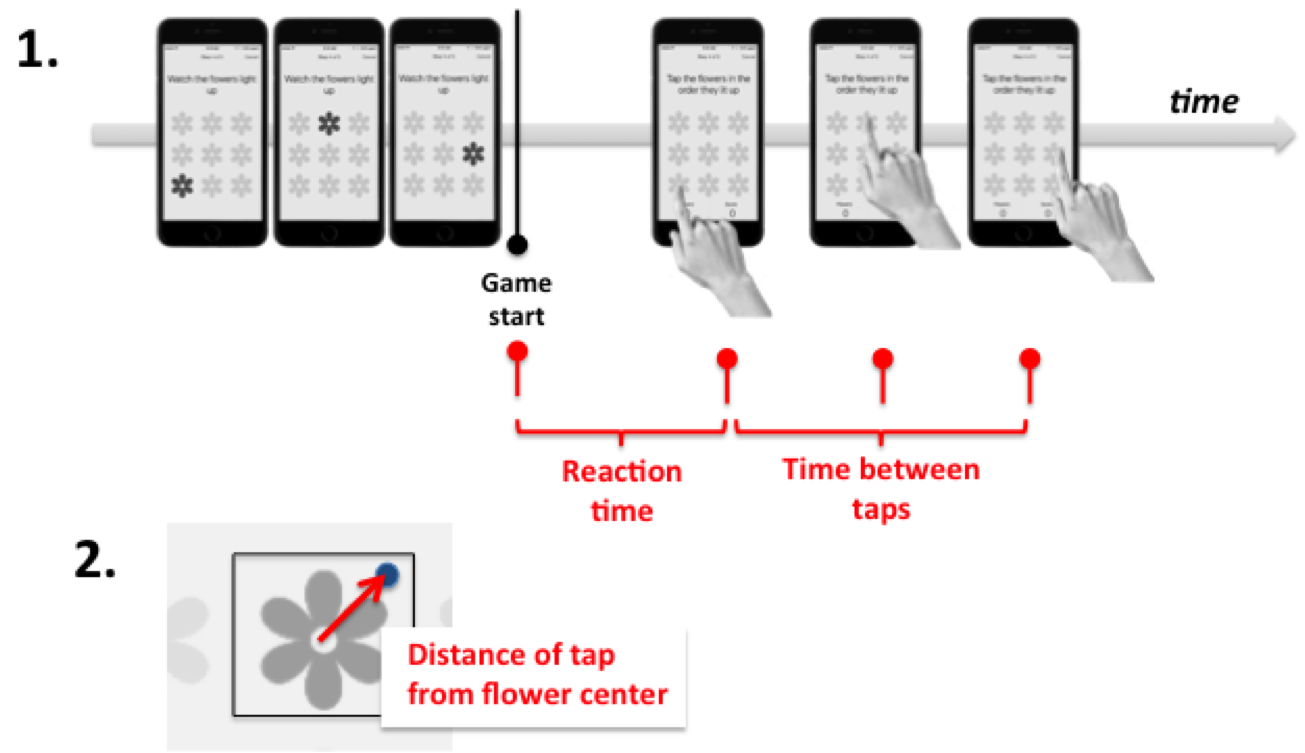 1.
Watch the flowers light
up
Watch the flowers light
up
Watch the flowers light
up
Tap the flowers in the
order they lit up
Tap the flowers in the
order they lit up
Tap the flowers in the
order they lit up
time
Game
start
Reaction
time
Time between
taps
2.
Distance of tap
from flower center